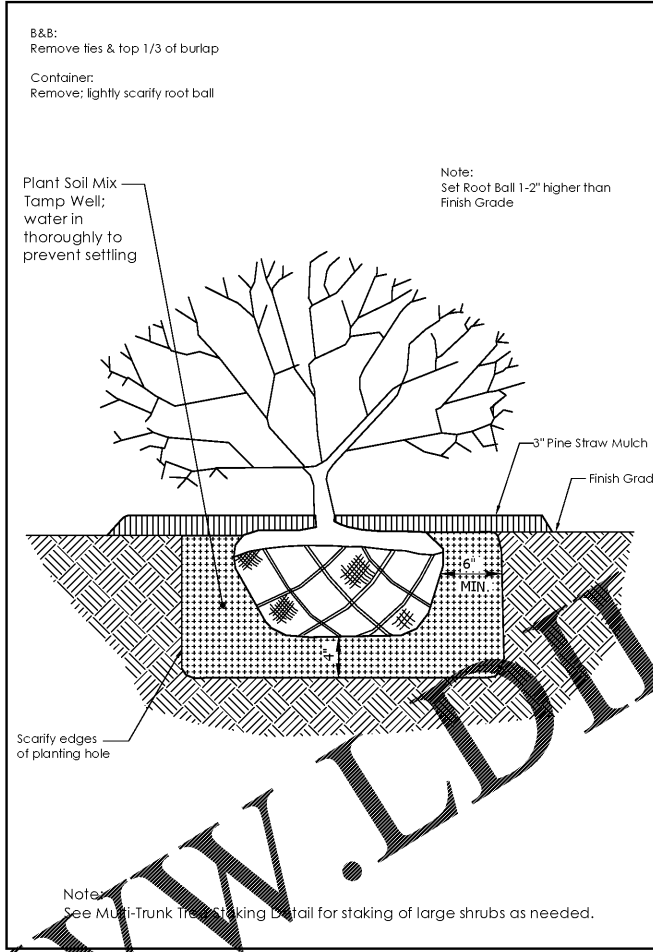 B&B:
Remove ties & top 1/3 of burlap
Container:
Remove; lightly scarify root ball
Plant Soil Mix
Tamp Well;
water in
thoroughly to
prevent settling
Note:
Set Root Ball 1-2" higher than
Finish Grade
3" Pine Straw Mulch
Finish Grad
6"
MIN.
4"
Scarify edges
of planting hole
Note:
See Multi-Trunk Tree Staking Detail for staking of large shrubs as needed.
WW.LDU